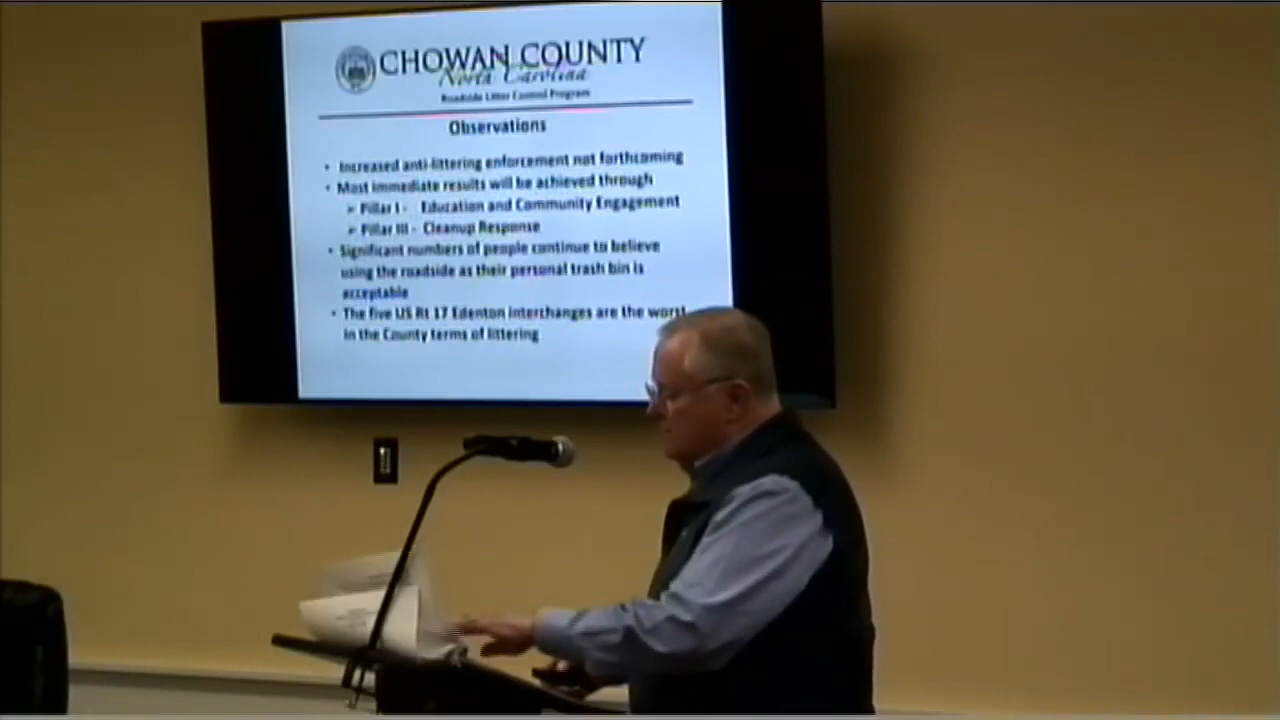 CHOWAN COUNTY
North Carolina
Roadside Litter Control Program
Observations
• Increased anti-littering enforcement not forthcoming
• Most immediate results will be achieved through
➢ Pillar I - Education and Community Engagement
➢ Pillar III - Cleanup Response
• Significant numbers of people continue to believe
using the roadside as their personal trash bin is
acceptable
• The five US Rt 17 Edenton interchanges are the worst
in the County terms of littering